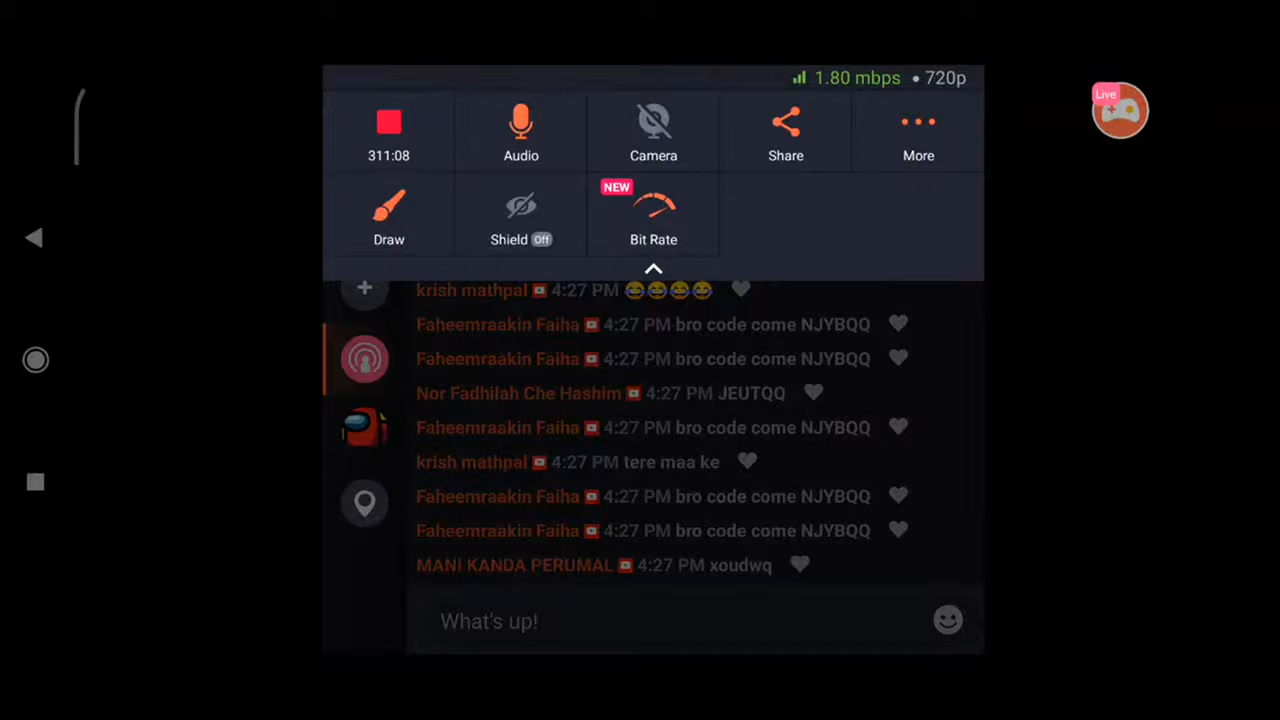 1.80 mbps • 720p
Live
311:08 Audio Camera Share More
NEW
Draw Shield Off Bit Rate
krish mathpal 4:27 PM 😂😂😂😂
Faheemraakin Faiha 4:27 PM bro code come NJYBQQ
Faheemraakin Faiha 4:27 PM bro code come NJYBQQ
Nor Fadhilah Che Hashim 4:27 PM JEUTQQ
Faheemraakin Faiha 4:27 PM bro code come NJYBQQ
krish mathpal 4:27 PM tere maa ke
Faheemraakin Faiha 4:27 PM bro code come NJYBQQ
Faheemraakin Faiha 4:27 PM bro code come NJYBQQ
MANI KANDA PERUMAL 4:27 PM xoudwq
What's up!